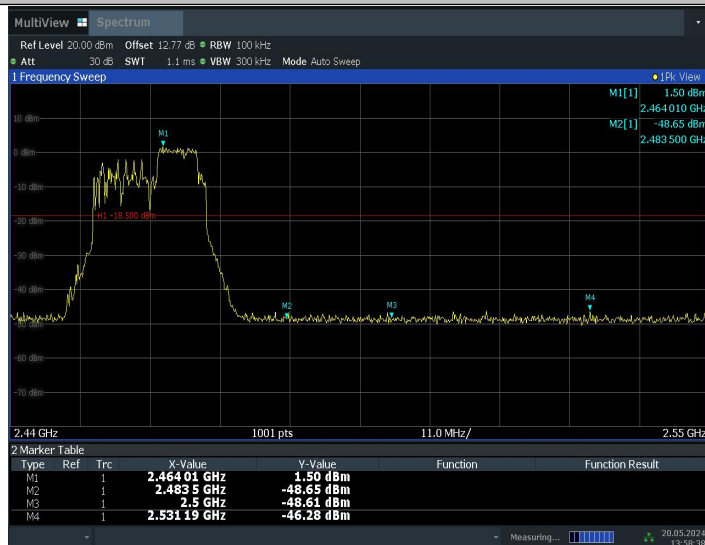 MultiView Spectrum
Ref Level 20.00 dBm Offset 12.77 dB RBW 100 kHz
Att 30 dB SWT 1.1 ms VBW 300 kHz Mode Auto Sweep
1 Frequency Sweep 1Pk View
M1[1] 1.50 dBm
2.464 010 GHz
M2[1] -48.65 dBm
2.483 500 GHz
10 dBm
M1
0 dBm
-10 dBm
H1 -18.500 dBm
-20 dBm
-30 dBm
-40 dBm
M2 M3 M4
-50 dBm
-60 dBm
-70 dBm
2.44 GHz 1001 pts 11.0 MHz/ 2.55 GHz
2 Marker Table
Type Ref Trc X-Value Y-Value Function Function Result
M1 1 2.464 01 GHz 1.50 dBm
M2 1 2.483 5 GHz -48.65 dBm
M3 1 2.5 GHz -48.61 dBm
M4 1 2.531 19 GHz -46.28 dBm
Measuring... 20.05.2024
13:58:38